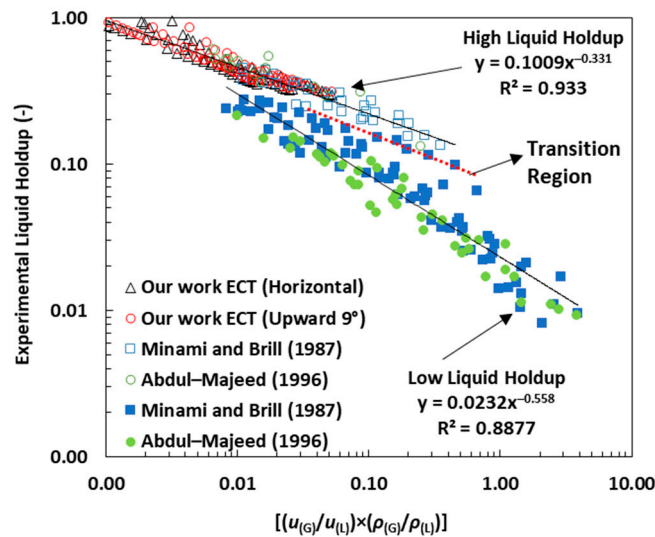 1.00
0.10
0.01
0.00
Experimental Liquid Holdup (-)
High Liquid Holdup
y = 0.1009x^−0.331
R² = 0.933
Transition
Region
Our work ECT (Horizontal)
Our work ECT (Upward 9°)
Minami and Brill (1987)
Abdul–Majeed (1996)
Minami and Brill (1987)
Abdul–Majeed (1996)
Low Liquid Holdup
y = 0.0232x^−0.558
R² = 0.8877
0.00 0.01 0.10 1.00 10.00
[(u(G)/u(L))×(ρ(G)/ρ(L))]